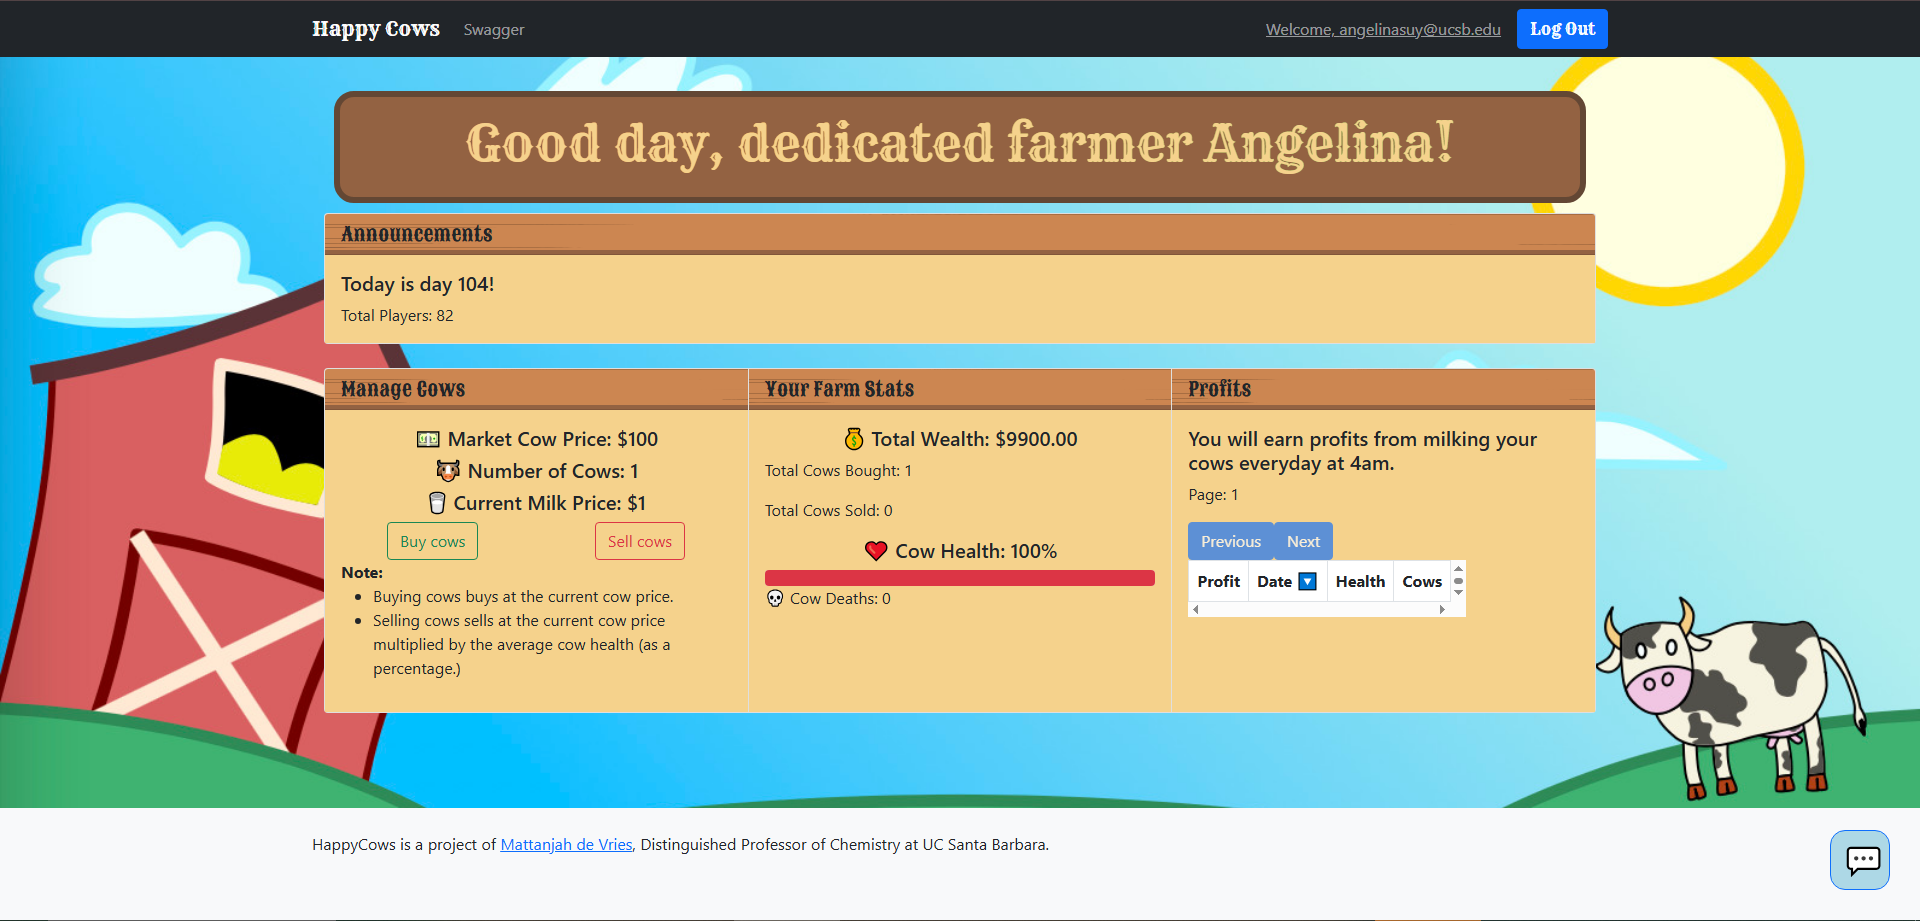 Happy Cows Swagger Welcome, angelinasuy@ucsb.edu Log Out
Good day, dedicated farmer Angelina!
Announcements
Today is day 104!
Total Players: 82
Manage Cows
💵 Market Cow Price: $100
🐮 Number of Cows: 1
🥛 Current Milk Price: $1
Buy cows Sell cows
Note:
• Buying cows buys at the current cow price.
• Selling cows sells at the current cow price
multiplied by the average cow health (as a
percentage.)
Your Farm Stats
💰 Total Wealth: $9900.00
Total Cows Bought: 1
Total Cows Sold: 0
❤️ Cow Health: 100%
💀 Cow Deaths: 0
Profits
You will earn profits from milking your
cows everyday at 4am.
Page: 1
Previous Next
Profit Date 🔽 Health Cows
HappyCows is a project of Mattanjah de Vries, Distinguished Professor of Chemistry at UC Santa Barbara.